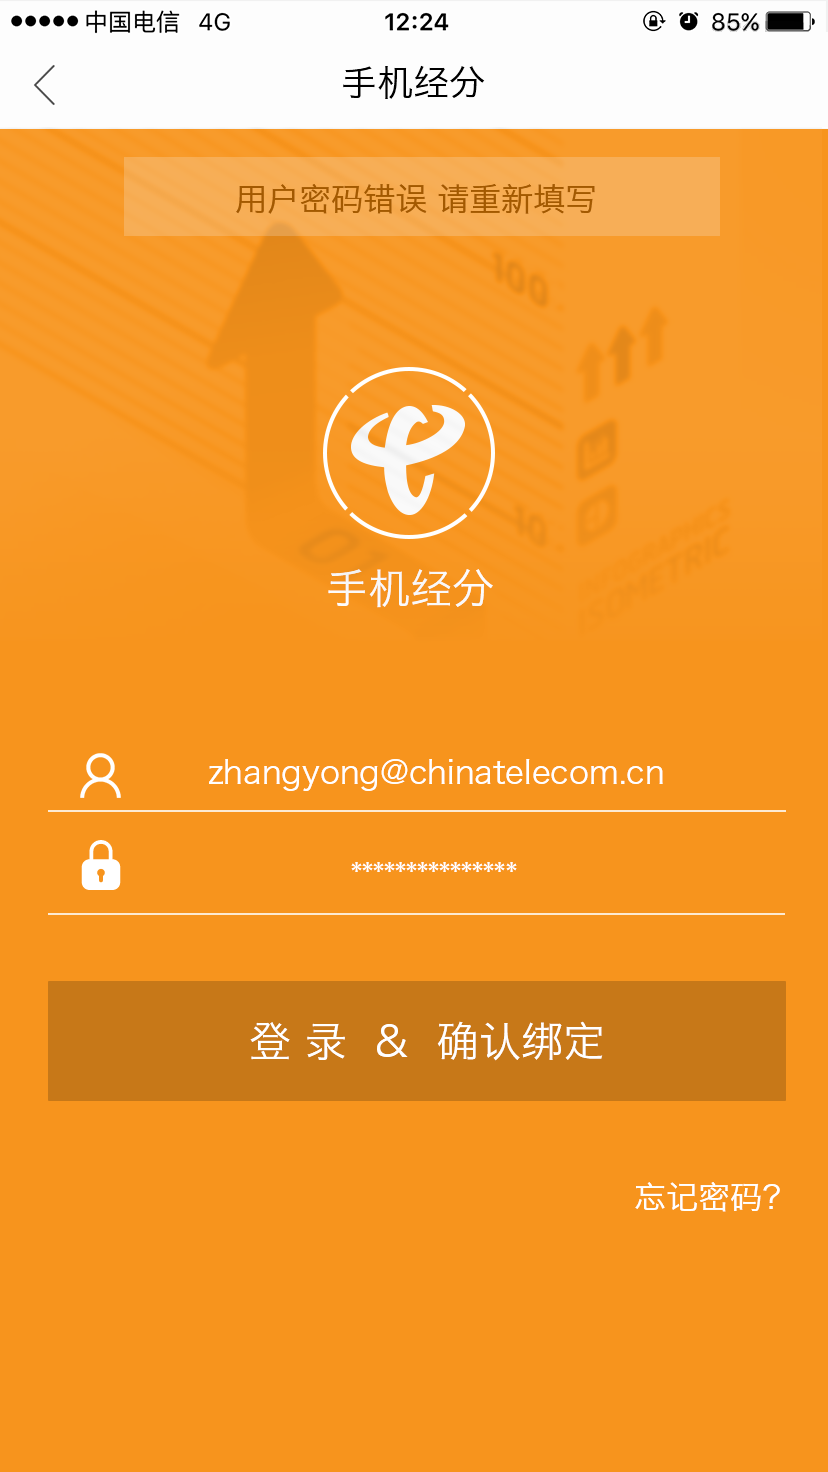 中国电信 4G 12:24 85%
手机经分
用户密码错误 请重新填写
100
10
INFOGRAPHICS
ISOMETRIC
手机经分
zhangyong@chinatelecom.cn
***************
登 录 & 确认绑定
忘记密码?